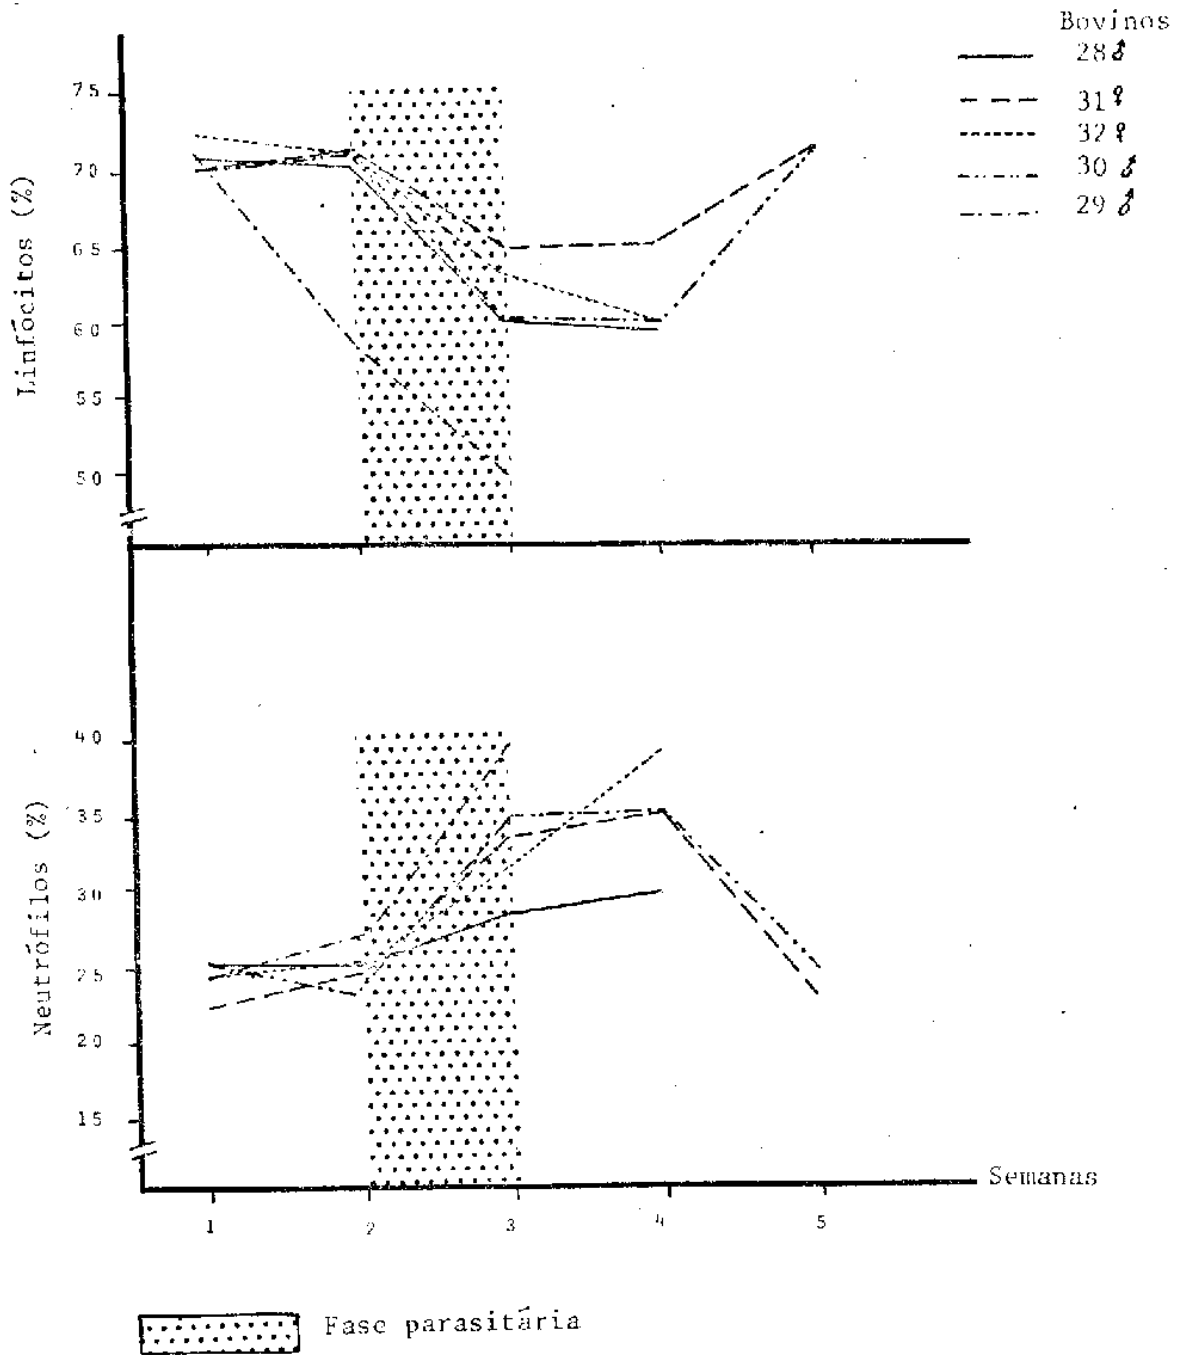 Bovinos
28 ♂
31 ♀
32 ♀
30 ♂
29 ♂
Linfócitos (%)
75
70
65
60
55
50
Neutrófilos (%)
40
35
30
25
20
15
Semanas
1 2 3 4 5
Fase parasitária